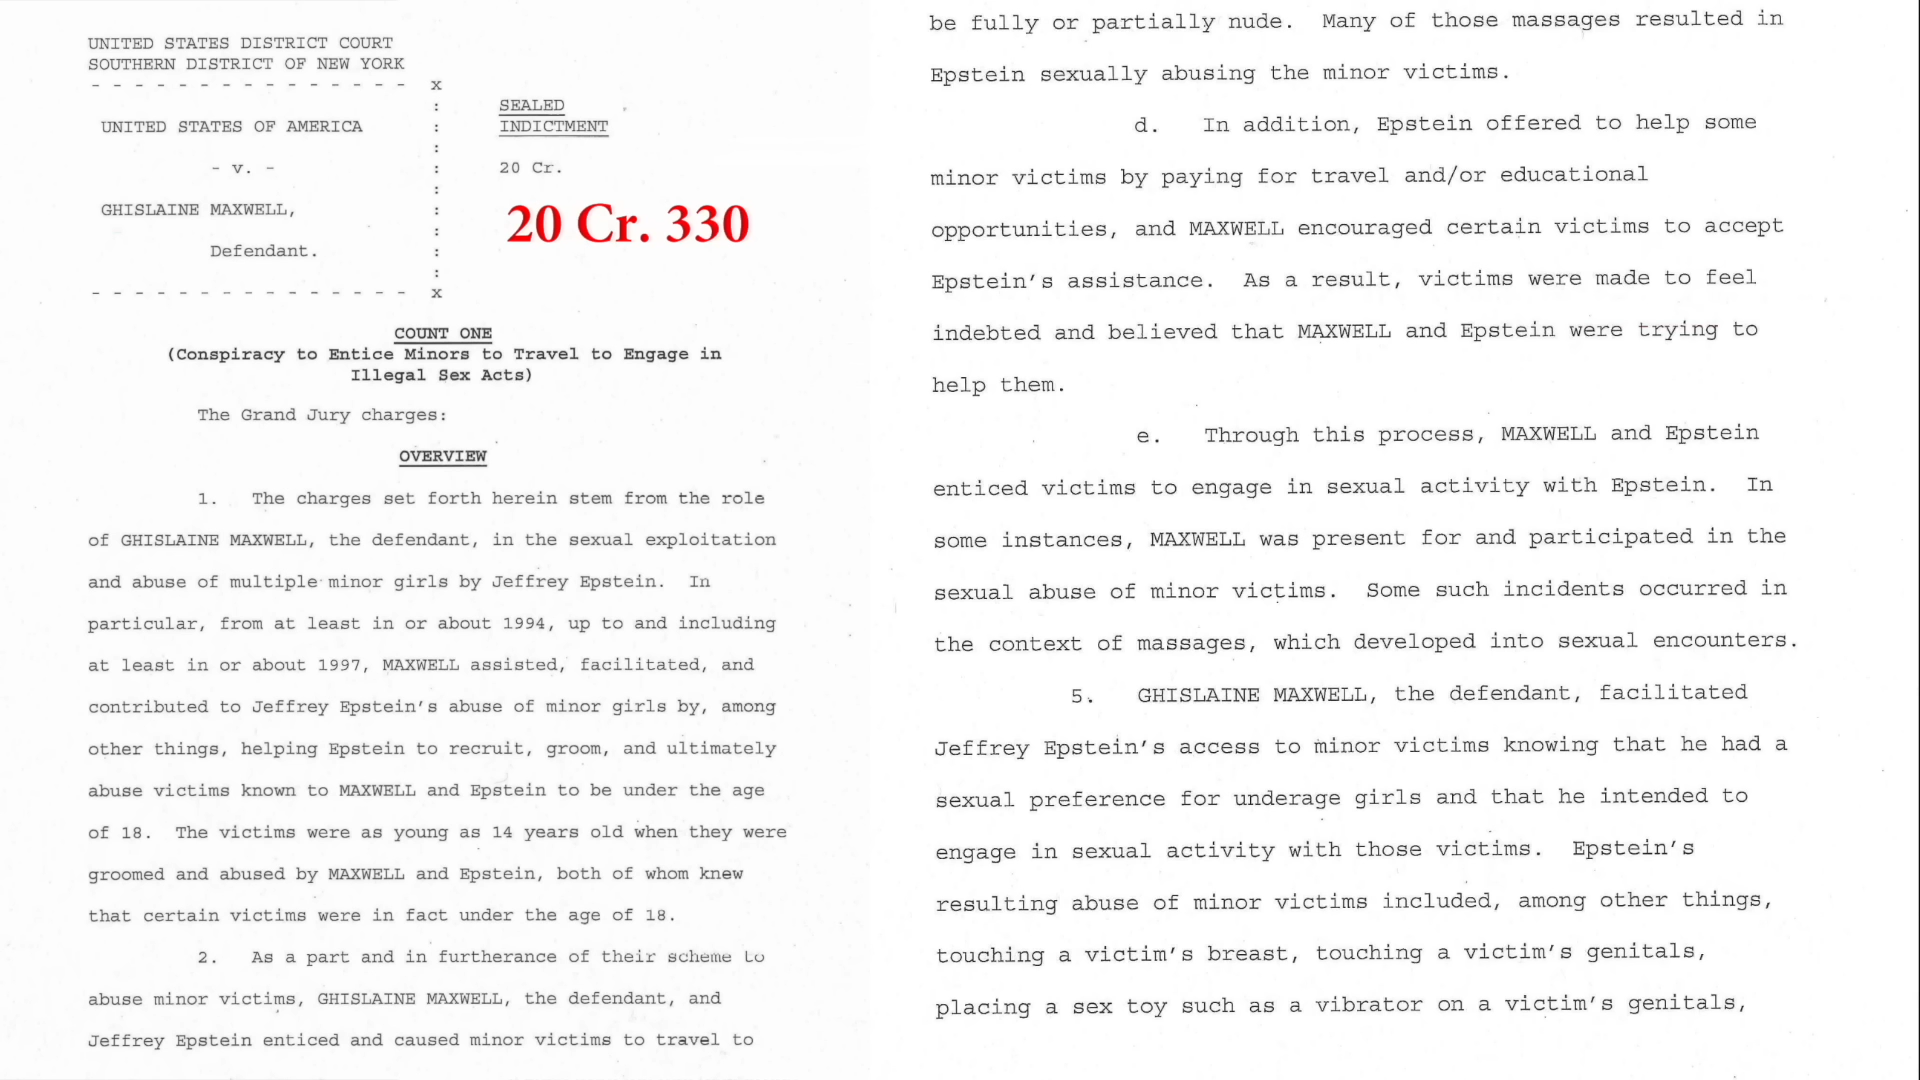 UNITED STATES DISTRICT COURT
SOUTHERN DISTRICT OF NEW YORK
- - - - - - - - - - - - - - - x
:
SEALED
UNITED STATES OF AMERICA : INDICTMENT
:
- v. - : 20 Cr.
:
GHISLAINE MAXWELL, : 20 Cr. 330
:
Defendant. :
:
- - - - - - - - - - - - - - - x
COUNT ONE
(Conspiracy to Entice Minors to Travel to Engage in
Illegal Sex Acts)
The Grand Jury charges:
OVERVIEW
1. The charges set forth herein stem from the role
of GHISLAINE MAXWELL, the defendant, in the sexual exploitation
and abuse of multiple minor girls by Jeffrey Epstein. In
particular, from at least in or about 1994, up to and including
at least in or about 1997, MAXWELL assisted, facilitated, and
contributed to Jeffrey Epstein's abuse of minor girls by, among
other things, helping Epstein to recruit, groom, and ultimately
abuse victims known to MAXWELL and Epstein to be under the age
of 18. The victims were as young as 14 years old when they were
groomed and abused by MAXWELL and Epstein, both of whom knew
that certain victims were in fact under the age of 18.
2. As a part and in furtherance of their scheme to
abuse minor victims, GHISLAINE MAXWELL, the defendant, and
Jeffrey Epstein enticed and caused minor victims to travel to
be fully or partially nude. Many of those massages resulted in
Epstein sexually abusing the minor victims.
d. In addition, Epstein offered to help some
minor victims by paying for travel and/or educational
opportunities, and MAXWELL encouraged certain victims to accept
Epstein's assistance. As a result, victims were made to feel
indebted and believed that MAXWELL and Epstein were trying to
help them.
e. Through this process, MAXWELL and Epstein
enticed victims to engage in sexual activity with Epstein. In
some instances, MAXWELL was present for and participated in the
sexual abuse of minor victims. Some such incidents occurred in
the context of massages, which developed into sexual encounters.
5. GHISLAINE MAXWELL, the defendant, facilitated
Jeffrey Epstein's access to minor victims knowing that he had a
sexual preference for underage girls and that he intended to
engage in sexual activity with those victims. Epstein's
resulting abuse of minor victims included, among other things,
touching a victim's breast, touching a victim's genitals,
placing a sex toy such as a vibrator on a victim's genitals,